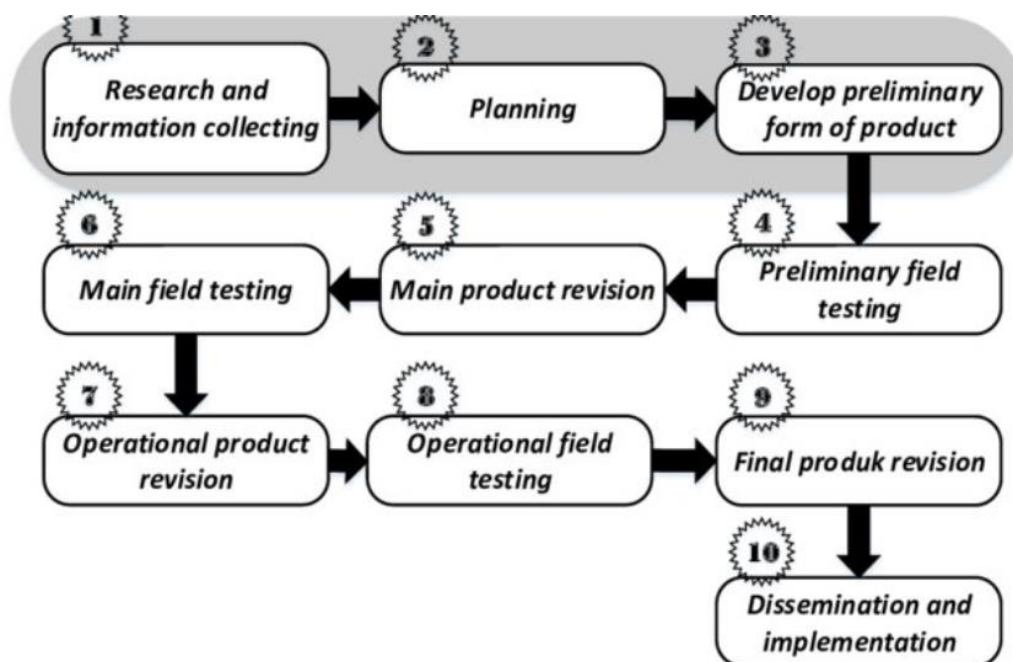 1
Research and
information collecting
2
Planning
3
Develop preliminary
form of product
4
Preliminary field
testing
5
Main product revision
6
Main field testing
7
Operational product
revision
8
Operational field
testing
9
Final produk revision
10
Dissemination and
implementation